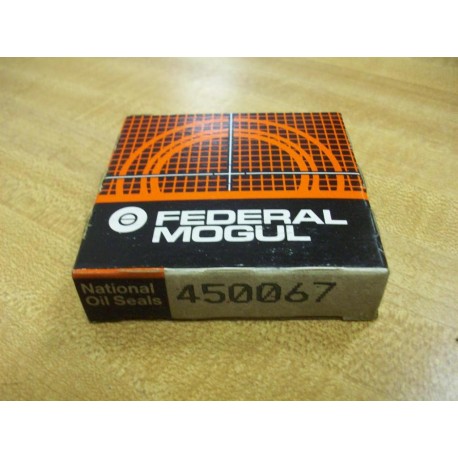 FEDERAL
MOGUL
National
Oil Seals
450067